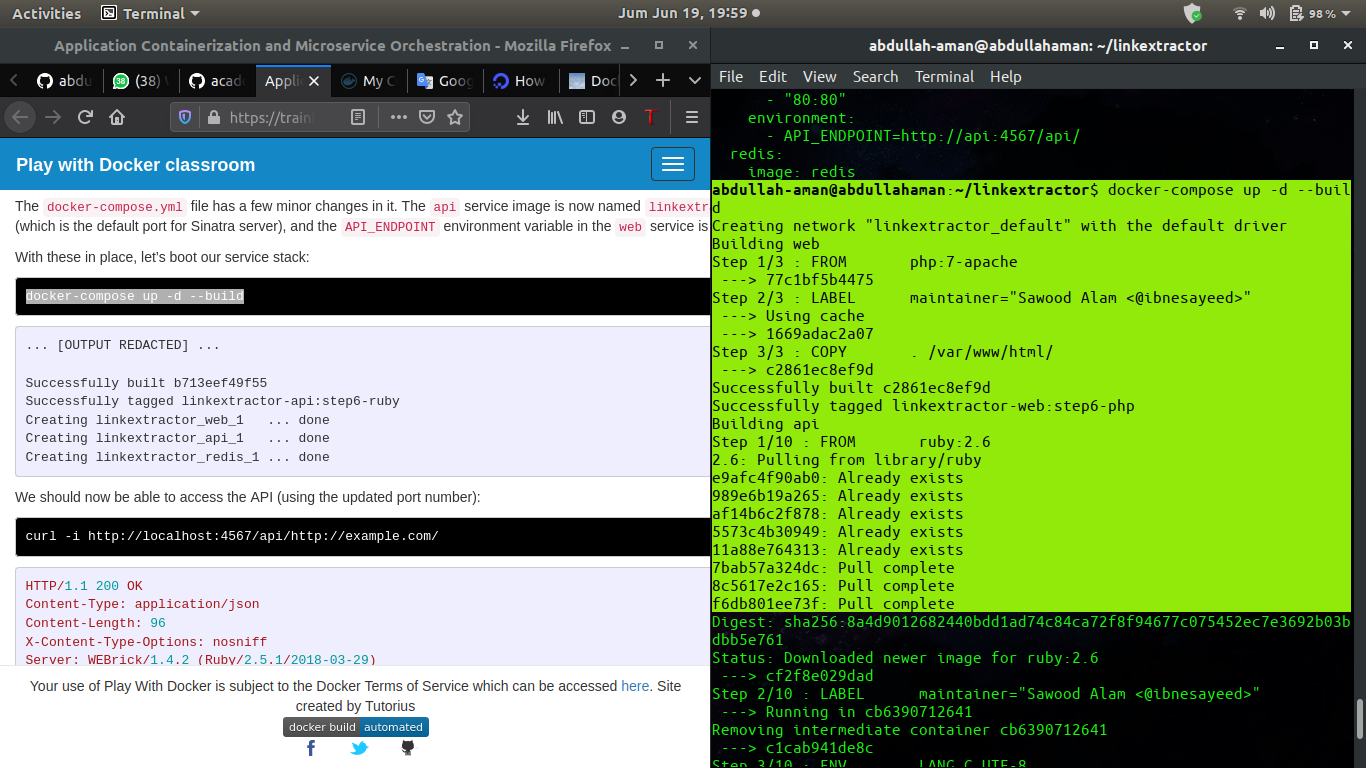 Activities
Terminal
Jum Jun 19, 19:59
98 %
Application Containerization and Microservice Orchestration - Mozilla Firefox
abdu
(38)
acad
Applic
My C
Goog
How
Doc
https://train
Play with Docker classroom
The docker-compose.yml file has a few minor changes in it. The api service image is now named linkextr
(which is the default port for Sinatra server), and the API_ENDPOINT environment variable in the web service is
With these in place, let's boot our service stack:
docker-compose up -d --build
... [OUTPUT REDACTED] ...
Successfully built b713eef49f55
Successfully tagged linkextractor-api:step6-ruby
Creating linkextractor_web_1   ... done
Creating linkextractor_api_1   ... done
Creating linkextractor_redis_1 ... done
We should now be able to access the API (using the updated port number):
curl -i http://localhost:4567/api/http://example.com/
HTTP/1.1 200 OK
Content-Type: application/json
Content-Length: 96
X-Content-Type-Options: nosniff
Server: WEBrick/1.4.2 (Ruby/2.5.1/2018-03-29)
Your use of Play With Docker is subject to the Docker Terms of Service which can be accessed here. Site
created by Tutorius
docker build automated
abdullah-aman@abdullahaman: ~/linkextractor
File Edit View Search Terminal Help
- "80:80"
environment:
- API_ENDPOINT=http://api:4567/api/
redis:
image: redis
abdullah-aman@abdullahaman:~/linkextractor$ docker-compose up -d --buil
d
Creating network "linkextractor_default" with the default driver
Building web
Step 1/3 : FROM       php:7-apache
---> 77c1bf5b4475
Step 2/3 : LABEL      maintainer="Sawood Alam <@ibnesayeed>"
---> Using cache
---> 1669adac2a07
Step 3/3 : COPY       . /var/www/html/
---> c2861ec8ef9d
Successfully built c2861ec8ef9d
Successfully tagged linkextractor-web:step6-php
Building api
Step 1/10 : FROM       ruby:2.6
2.6: Pulling from library/ruby
e9afc4f90ab0: Already exists
989e6b19a265: Already exists
af14b6c2f878: Already exists
5573c4b30949: Already exists
11a88e764313: Already exists
7bab57a324dc: Pull complete
8c5617e2c165: Pull complete
f6db801ee73f: Pull complete
Digest: sha256:8a4d9012682440bdd1ad74c84ca72f8f94677c075452ec7e3692b03b
dbb5e761
Status: Downloaded newer image for ruby:2.6
---> cf2f8e029dad
Step 2/10 : LABEL      maintainer="Sawood Alam <@ibnesayeed>"
---> Running in cb6390712641
Removing intermediate container cb6390712641
---> c1cab941de8c
Step 3/10 : ENV        LANG C.UTF-8